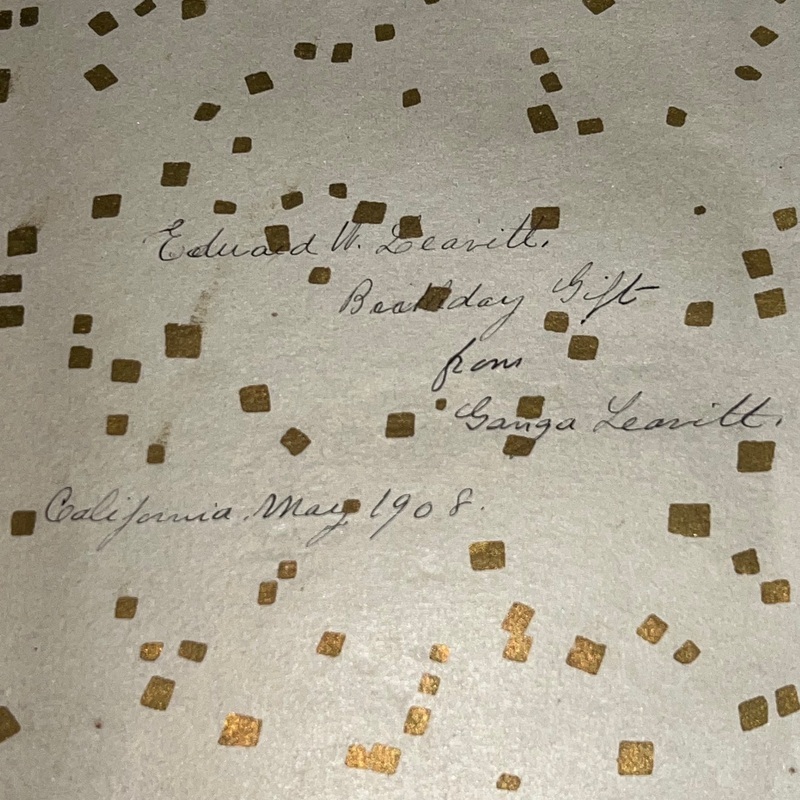 Edward W. Leavitt.
Birthday Gift
from
Ganga Leavitt.
California. May, 1908.